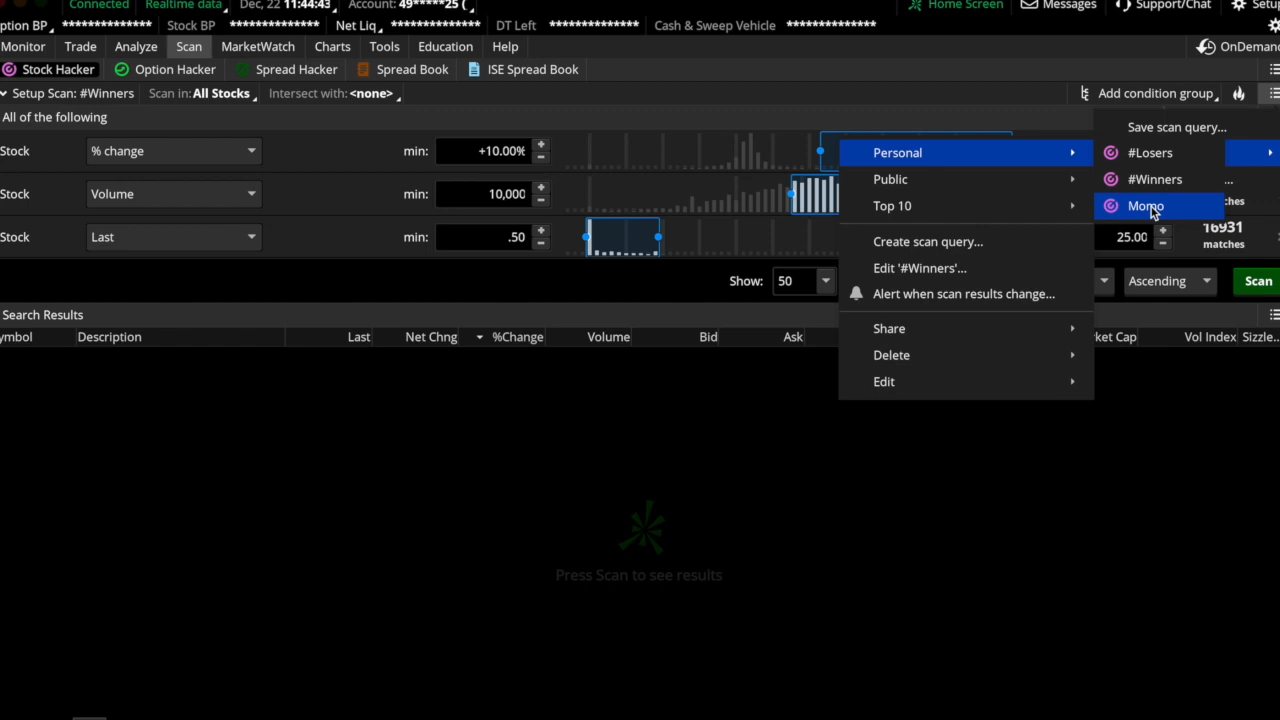 Connected Realtime data Dec, 22 11:44:43 Account: 49*****25 ( Home Screen Messages Support/Chat Setup
ption BP ************** Stock BP ************** Net Liq ************** DT Left ************** Cash & Sweep Vehicle **************
Monitor Trade Analyze Scan MarketWatch Charts Tools Education Help OnDemand
Stock Hacker Option Hacker Spread Hacker Spread Book ISE Spread Book
Setup Scan: #Winners Scan in: All Stocks Intersect with: <none> Add condition group
All of the following Save scan query...
Stock % change min: +10.00% Personal #Losers
Stock Volume min: 10,000 Public #Winners ...
Top 10 Momo
Stock Last min: .50 Create scan query... 25.00 16931
matches
Edit '#Winners'...
Show: 50 Ascending Scan
Alert when scan results change...
Search Results
Share
ymbol Description Last Net Chng %Change Volume Bid Ask ket Cap Vol Index Sizzle..
Delete
Edit
Press Scan to see results